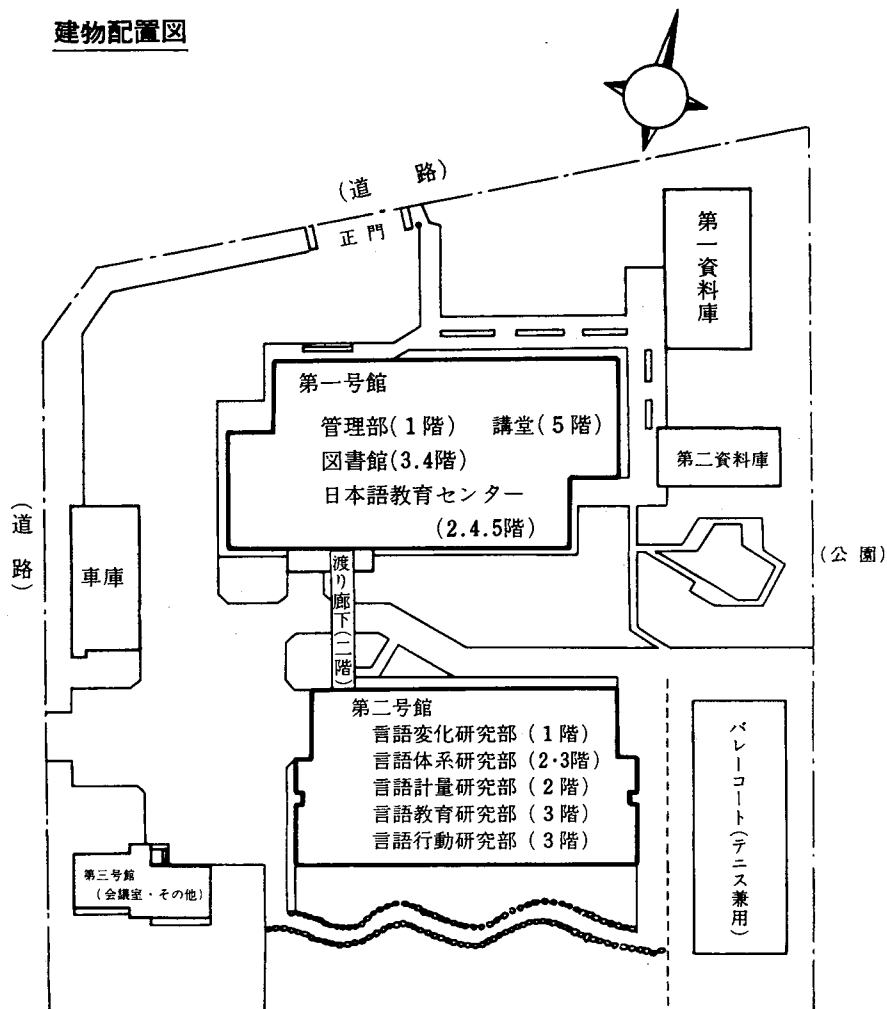 建物配置図
(道 路)
正門
第一資料庫
第一号館
管理部(1階) 講堂(5階)
図書館(3.4階)
日本語教育センター
(2.4.5階)
第二資料庫
(道路)
車庫
渡り廊下(二階)
(公園)
第二号館
言語変化研究部(1階)
言語体系研究部(2·3階)
言語計量研究部(2階)
言語教育研究部(3階)
言語行動研究部(3階)
バレーコート(テニス兼用)
第三号館
(会議室・その他)